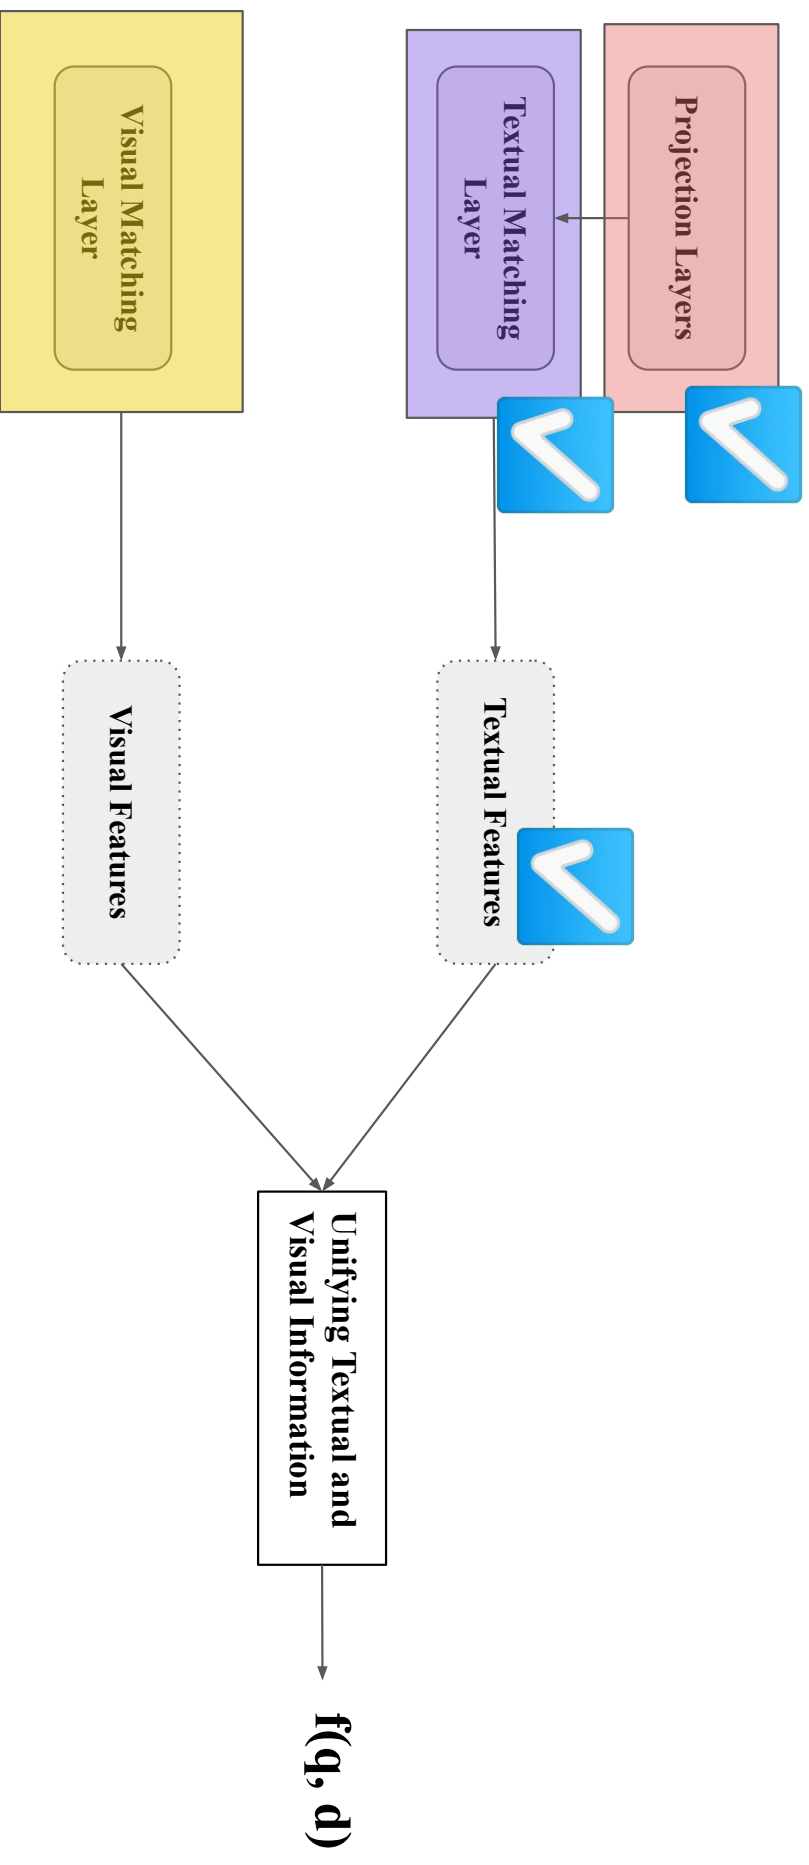 Projection Layers
Textual Matching
Layer
Visual Matching
Layer
Textual Features
Visual Features
Unifying Textual and
Visual Information
f(q, d)